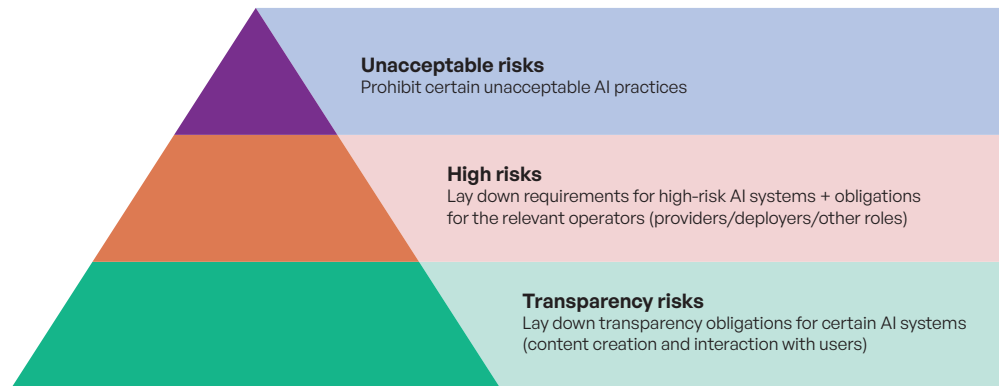 Unacceptable risks
Prohibit certain unacceptable AI practices
High risks
Lay down requirements for high-risk AI systems + obligations
for the relevant operators (providers/deployers/other roles)
Transparency risks
Lay down transparency obligations for certain AI systems
(content creation and interaction with users)